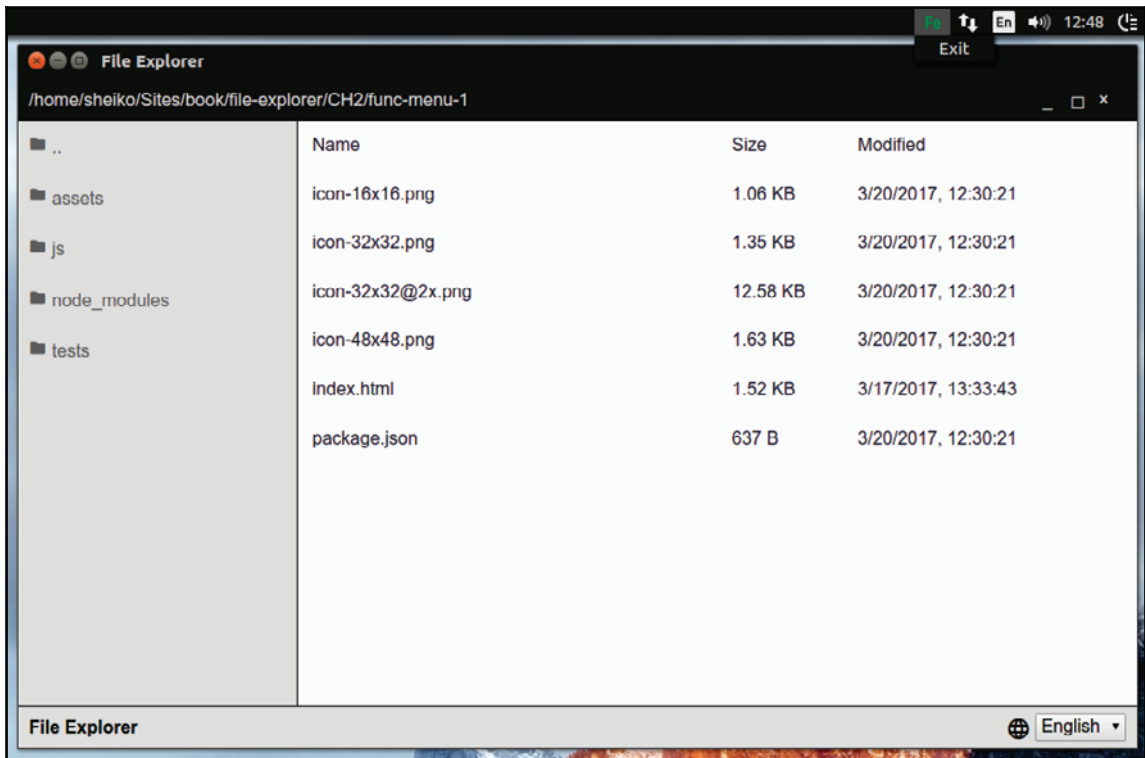 Fe En 12:48
Exit
File Explorer
/home/sheiko/Sites/book/file-explorer/CH2/func-menu-1
..
assets
js
node_modules
tests
Name Size Modified
icon-16x16.png 1.06 KB 3/20/2017, 12:30:21
icon-32x32.png 1.35 KB 3/20/2017, 12:30:21
icon-32x32@2x.png 12.58 KB 3/20/2017, 12:30:21
icon-48x48.png 1.63 KB 3/20/2017, 12:30:21
index.html 1.52 KB 3/17/2017, 13:33:43
package.json 637 B 3/20/2017, 12:30:21
File Explorer English